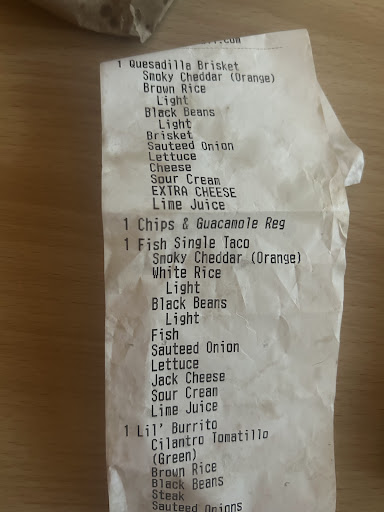 .com
1 Quesadilla Brisket
Smoky Cheddar (Orange)
Brown Rice
Light
Black Beans
Light
Brisket
Sauteed Onion
Lettuce
Cheese
Sour Cream
EXTRA CHEESE
Lime Juice
1 Chips & Guacamole Reg
1 Fish Single Taco
Smoky Cheddar (Orange)
White Rice
Light
Black Beans
Light
Fish
Sauteed Onion
Lettuce
Jack Cheese
Sour Cream
Lime Juice
1 Lil' Burrito
Cilantro Tomatillo
(Green)
Brown Rice
Black Beans
Steak
Sauteed Onions